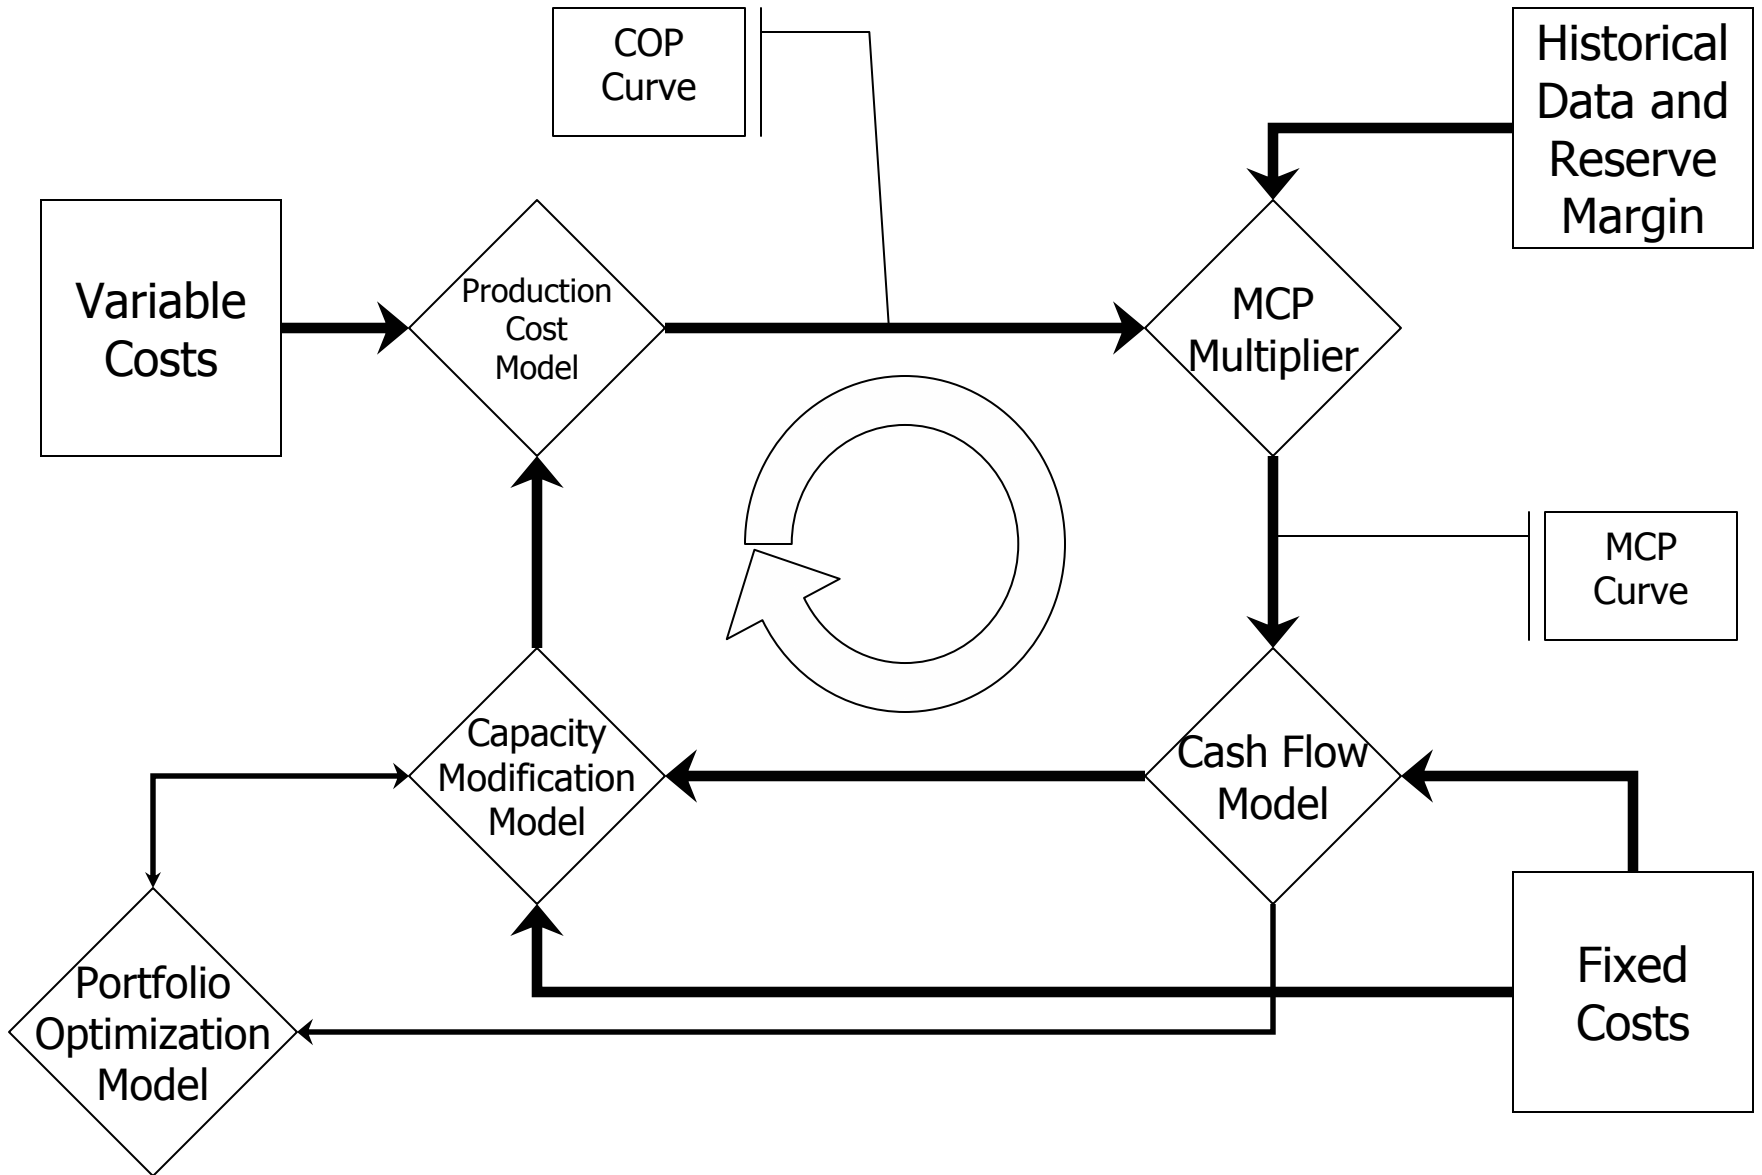 COP
Curve
Historical
Data and
Reserve
Margin
Variable
Costs
Production
Cost
Model
MCP
Multiplier
MCP
Curve
Capacity
Modification
Model
Cash Flow
Model
Portfolio
Optimization
Model
Fixed
Costs